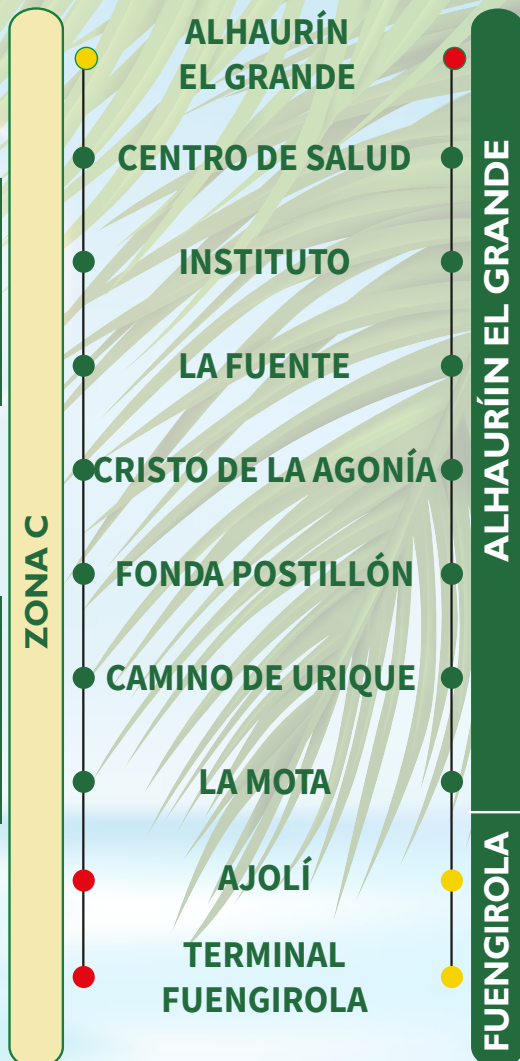 ALHAURÍN
EL GRANDE
CENTRO DE SALUD
INSTITUTO
LA FUENTE
CRISTO DE LA AGONÍA
FONDA POSTILLÓN
CAMINO DE URIQUE
LA MOTA
AJOLÍ
TERMINAL
FUENGIROLA
ZONA C
ALHAURÍIN EL GRANDE
FUENGIROLA